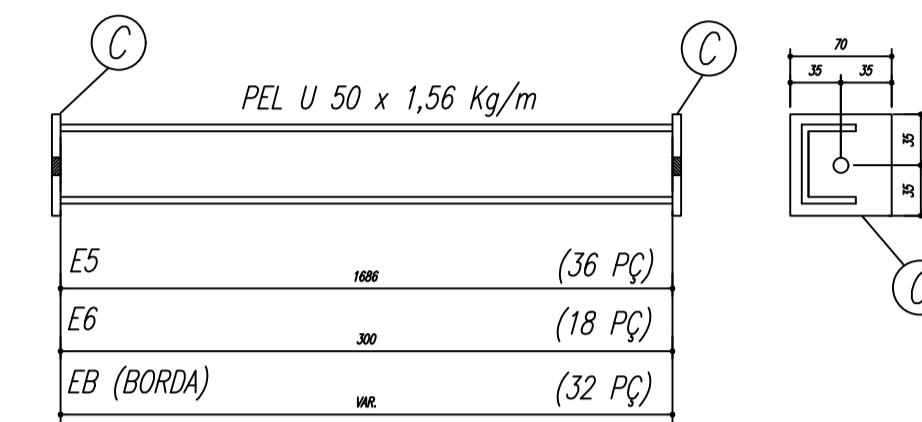 C
C
PEL U 50 x 1,56 Kg/m
70
35 35
35
35
E5 1686 (36 PÇ)
E6 300 (18 PÇ)
EB (BORDA) VAR. (32 PÇ)